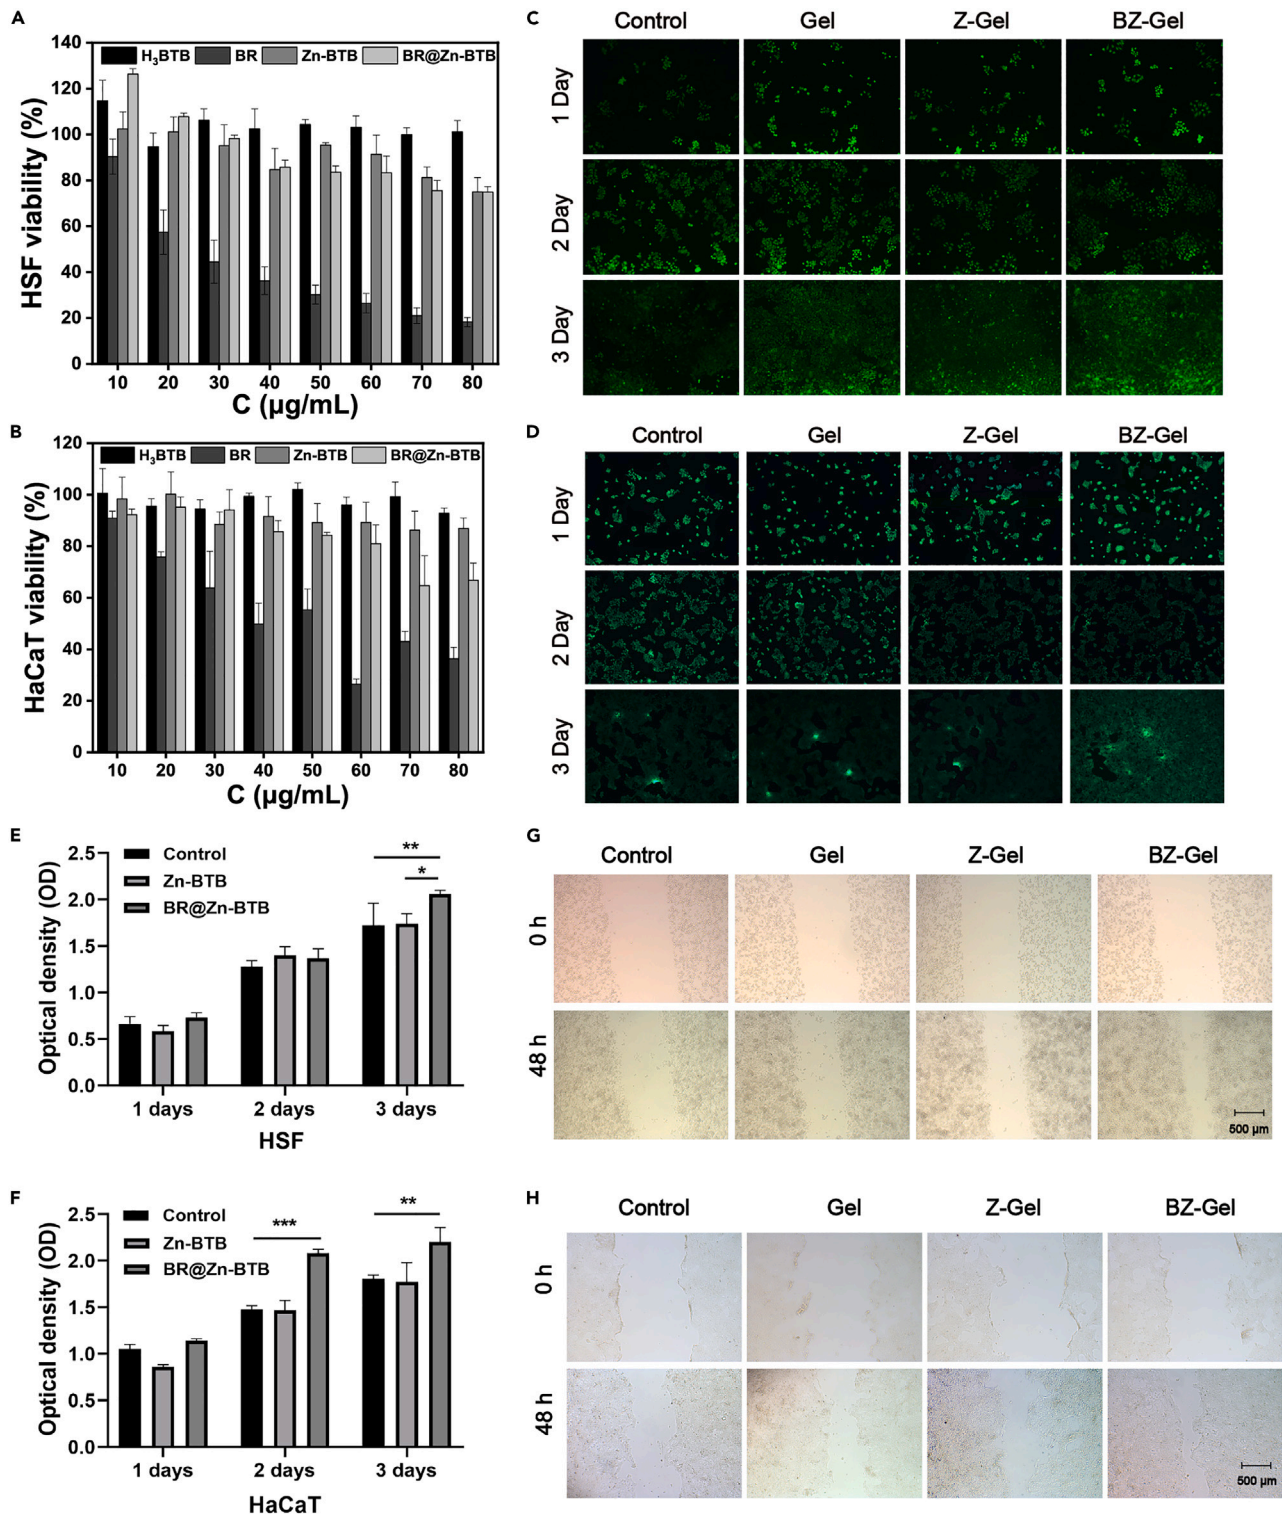 A
HSF viability (%)
140
120
100
80
60
40
20
0
H₃BTB BR Zn-BTB BR@Zn-BTB
10 20 30 40 50 60 70 80
C (µg/mL)
B
HaCaT viability (%)
120
100
80
60
40
20
0
H₃BTB BR Zn-BTB BR@Zn-BTB
10 20 30 40 50 60 70 80
C (µg/mL)
C
Control Gel Z-Gel BZ-Gel
1 Day
2 Day
3 Day
D
Control Gel Z-Gel BZ-Gel
1 Day
2 Day
3 Day
E
Optical density (OD)
2.5
2.0
1.5
1.0
0.5
0.0
Control
Zn-BTB
BR@Zn-BTB
**
*
1 days 2 days 3 days
HSF
F
Optical density (OD)
2.5
2.0
1.5
1.0
0.5
0.0
Control
Zn-BTB
BR@Zn-BTB
***
**
1 days 2 days 3 days
HaCaT
G
Control Gel Z-Gel BZ-Gel
0 h
48 h
500 µm
H
Control Gel Z-Gel BZ-Gel
0 h
48 h
500 µm